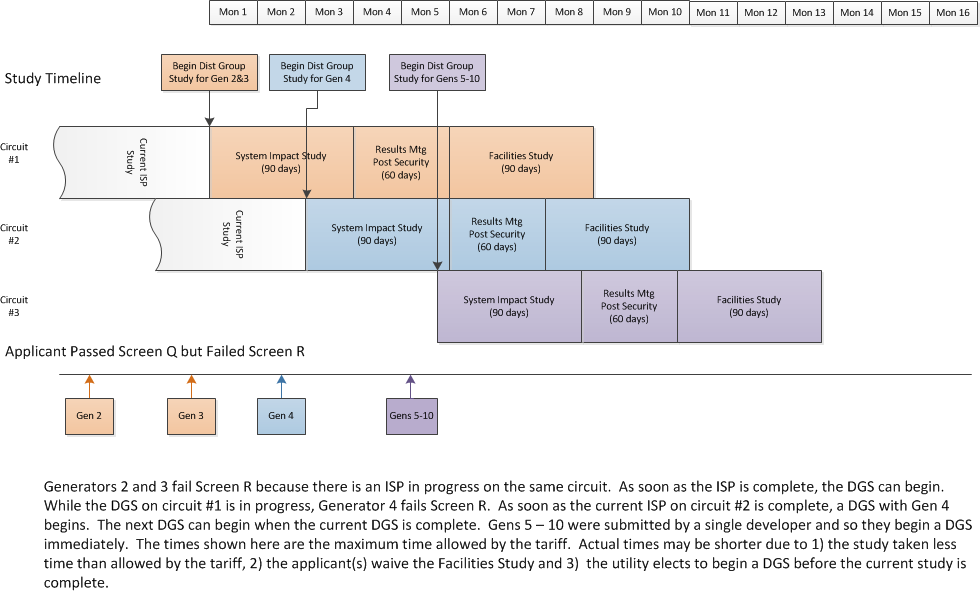 Mon 1 Mon 2 Mon 3 Mon 4 Mon 5 Mon 6 Mon 7 Mon 8 Mon 9 Mon 10 Mon 11 Mon 12 Mon 13 Mon 14 Mon 15 Mon 16
Study Timeline
Begin Dist Group
Study for Gen 2&3
Begin Dist Group
Study for Gen 4
Begin Dist Group
Study for Gens 5-10
Circuit
#1
Current ISP
Study
System Impact Study
(90 days)
Results Mtg
Post Security
(60 days)
Facilities Study
(90 days)
Circuit
#2
Current ISP
Study
System Impact Study
(90 days)
Results Mtg
Post Security
(60 days)
Facilities Study
(90 days)
Circuit
#3
System Impact Study
(90 days)
Results Mtg
Post Security
(60 days)
Facilities Study
(90 days)
Applicant Passed Screen Q but Failed Screen R
Gen 2
Gen 3
Gen 4
Gens 5-10
Generators 2 and 3 fail Screen R because there is an ISP in progress on the same circuit. As soon as the ISP is complete, the DGS can begin.
While the DGS on circuit #1 is in progress, Generator 4 fails Screen R. As soon as the current ISP on circuit #2 is complete, a DGS with Gen 4
begins. The next DGS can begin when the current DGS is complete. Gens 5 – 10 were submitted by a single developer and so they begin a DGS
immediately. The times shown here are the maximum time allowed by the tariff. Actual times may be shorter due to 1) the study taken less
time than allowed by the tariff, 2) the applicant(s) waive the Facilities Study and 3) the utility elects to begin a DGS before the current study is
complete.